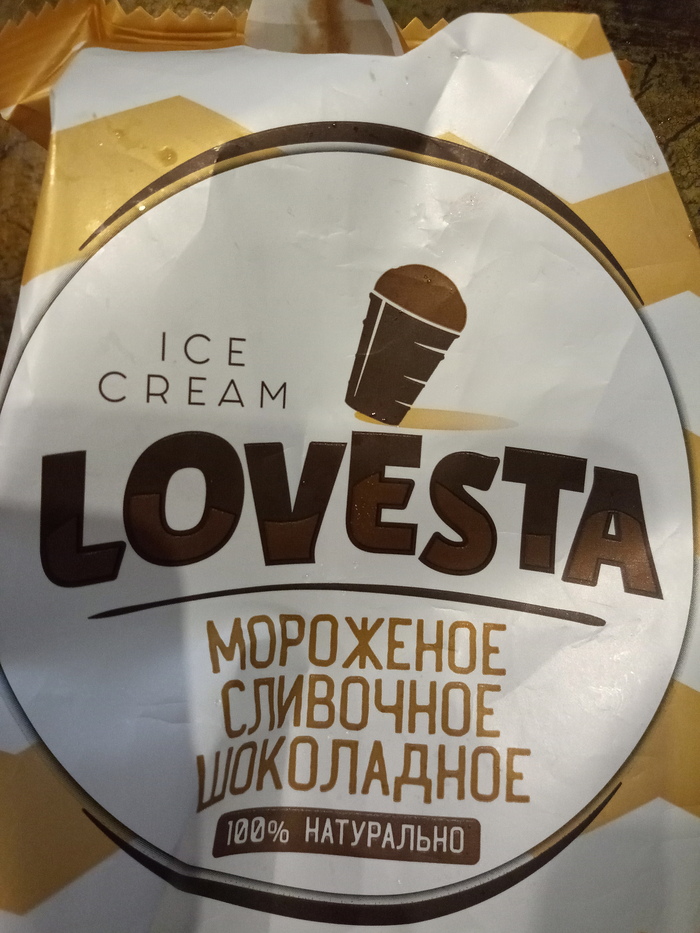 ICE
CREAM
LOVESTA
МОРОЖЕНОЕ
СЛИВОЧНОЕ
ШОКОЛАДНОЕ
100% НАТУРАЛЬНО